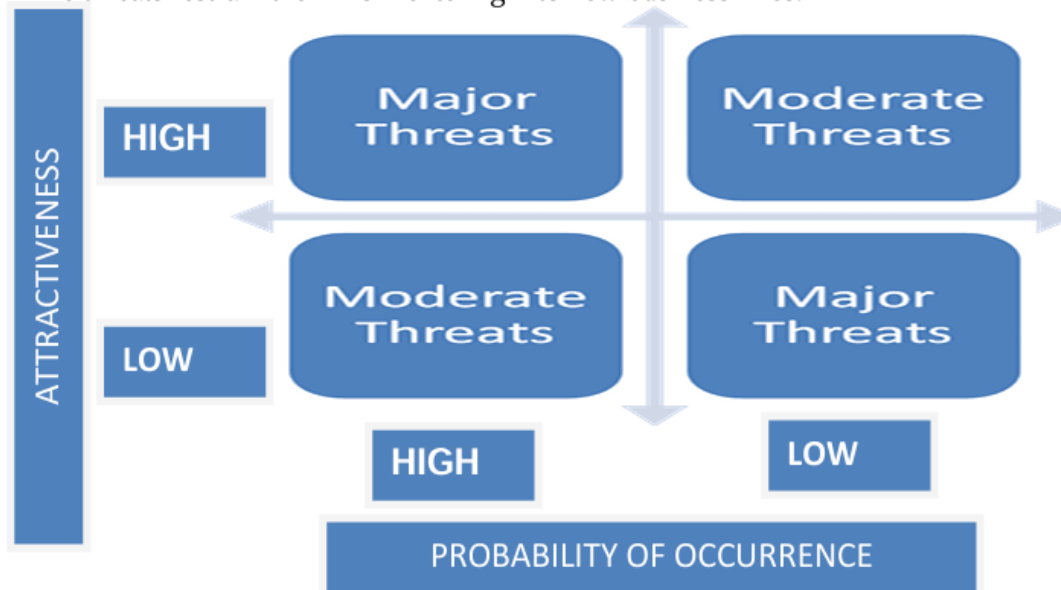 Major
Threats
Moderate
Threats
HIGH
ATTRACTIVENESS
Moderate
Threats
Major
Threats
LOW
HIGH
LOW
PROBABILITY OF OCCURRENCE